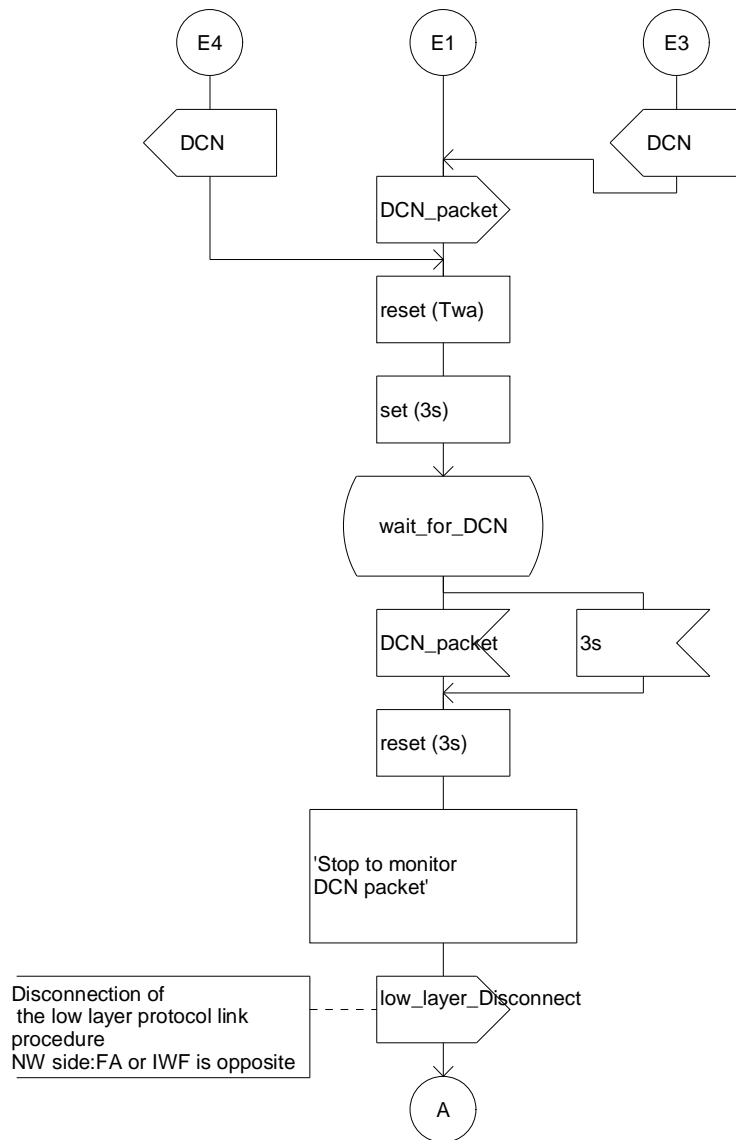 E4
E1
E3
DCN
DCN
DCN_packet
reset (Twa)
set (3s)
wait_for_DCN
DCN_packet
3s
reset (3s)
'Stop to monitor
DCN packet'
low_layer_Disconnect
Disconnection of
the low layer protocol link
procedure
NW side:FA or IWF is opposite
A